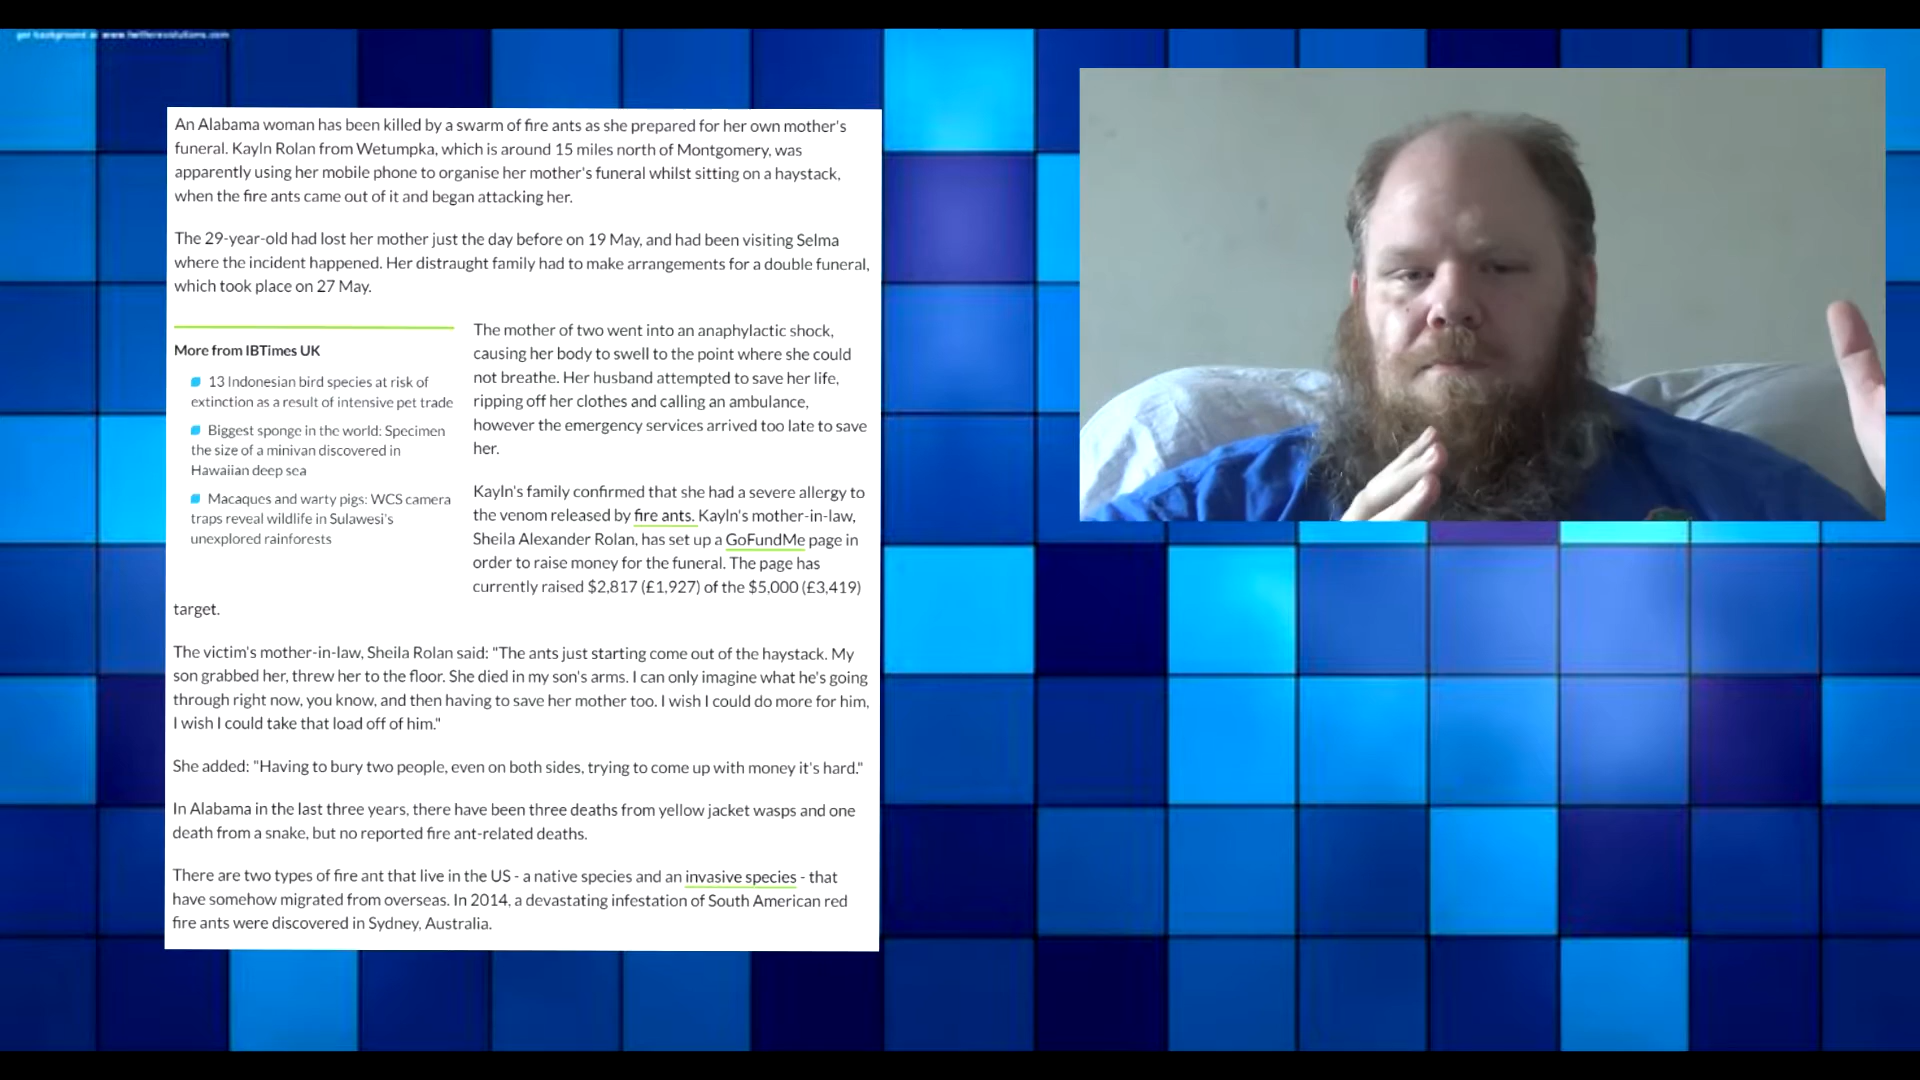 got background at www.twitterevolutions.com
An Alabama woman has been killed by a swarm of fire ants as she prepared for her own mother's
funeral. Kayln Rolan from Wetumpka, which is around 15 miles north of Montgomery, was
apparently using her mobile phone to organise her mother's funeral whilst sitting on a haystack,
when the fire ants came out of it and began attacking her.
The 29-year-old had lost her mother just the day before on 19 May, and had been visiting Selma
where the incident happened. Her distraught family had to make arrangements for a double funeral,
which took place on 27 May.
More from IBTimes UK
13 Indonesian bird species at risk of
extinction as a result of intensive pet trade
Biggest sponge in the world: Specimen
the size of a minivan discovered in
Hawaiian deep sea
Macaques and warty pigs: WCS camera
traps reveal wildlife in Sulawesi's
unexplored rainforests
The mother of two went into an anaphylactic shock,
causing her body to swell to the point where she could
not breathe. Her husband attempted to save her life,
ripping off her clothes and calling an ambulance,
however the emergency services arrived too late to save
her.
Kayln's family confirmed that she had a severe allergy to
the venom released by fire ants. Kayln's mother-in-law,
Sheila Alexander Rolan, has set up a GoFundMe page in
order to raise money for the funeral. The page has
currently raised $2,817 (£1,927) of the $5,000 (£3,419)
target.
The victim's mother-in-law, Sheila Rolan said: "The ants just starting come out of the haystack. My
son grabbed her, threw her to the floor. She died in my son's arms. I can only imagine what he's going
through right now, you know, and then having to save her mother too. I wish I could do more for him,
I wish I could take that load off of him."
She added: "Having to bury two people, even on both sides, trying to come up with money it's hard."
In Alabama in the last three years, there have been three deaths from yellow jacket wasps and one
death from a snake, but no reported fire ant-related deaths.
There are two types of fire ant that live in the US - a native species and an invasive species - that
have somehow migrated from overseas. In 2014, a devastating infestation of South American red
fire ants were discovered in Sydney, Australia.